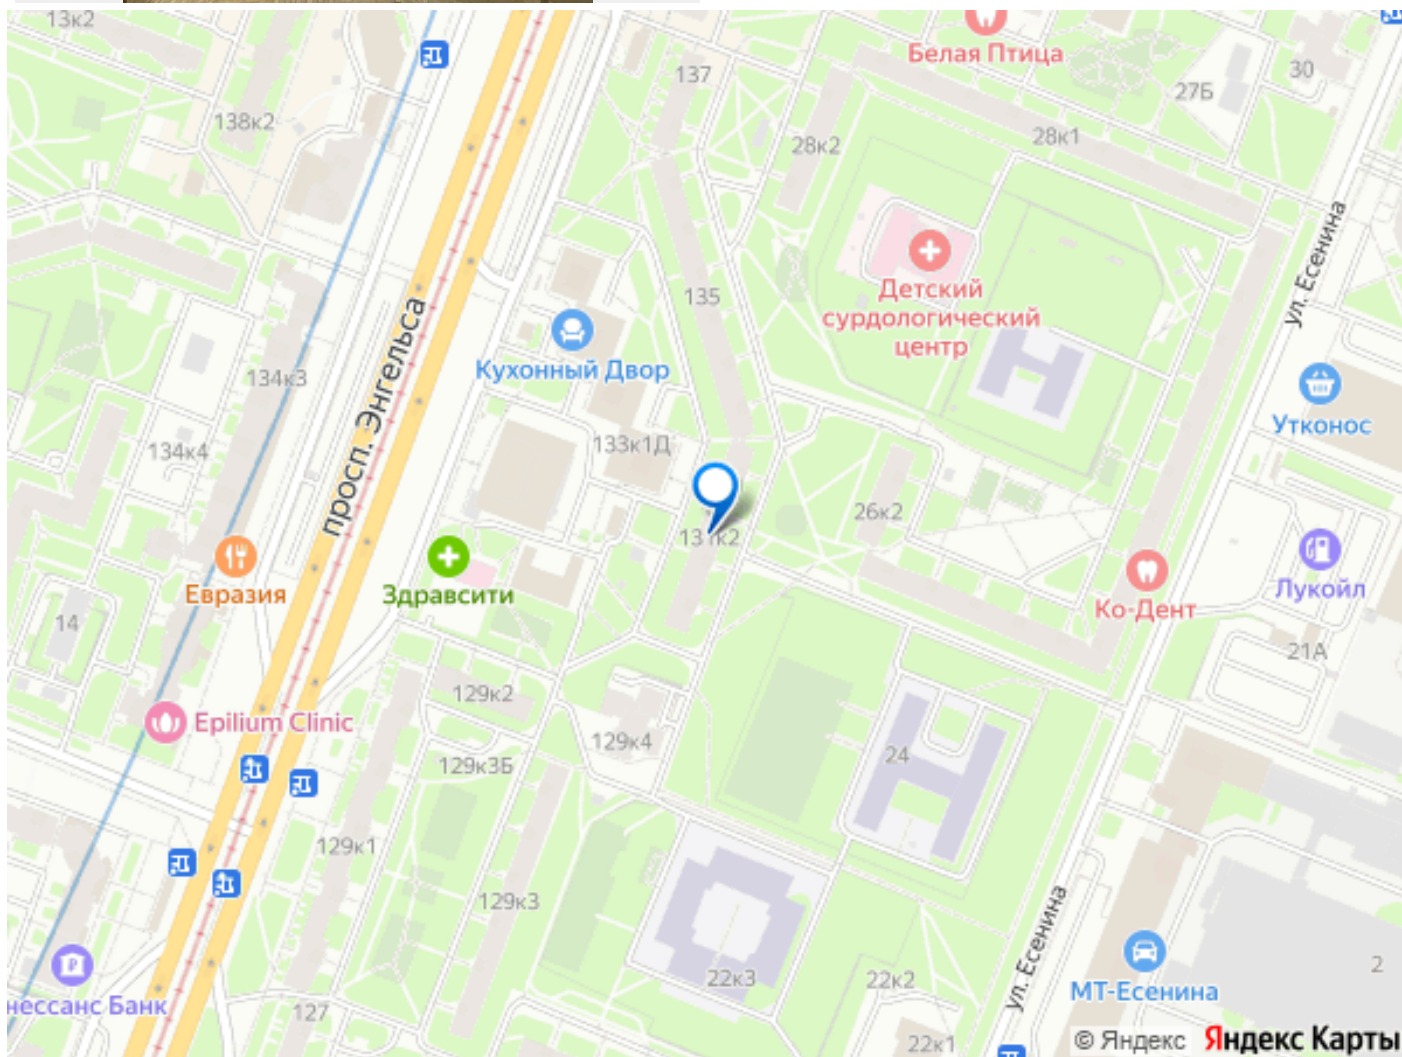 13к2
137
Белая Птица
30
27Б
138к2
28к2
28к1
ул. Есенина
135
Детский
сурдологический
центр
просп. Энгельса
Кухонный Двор
134к3
Утконос
134к4
133к1Д
26к2
131к2
Евразия
Здравсити
Ко-Дент
Лукойл
14
21А
129к2
Epilium Clinic
129к4
24
129к3Б
129к1
129к3
ул. Есенина
22к3
22к2
2
МТ-Есенина
нессанс Банк
127
22к1
© Яндекс Яндекс Карты